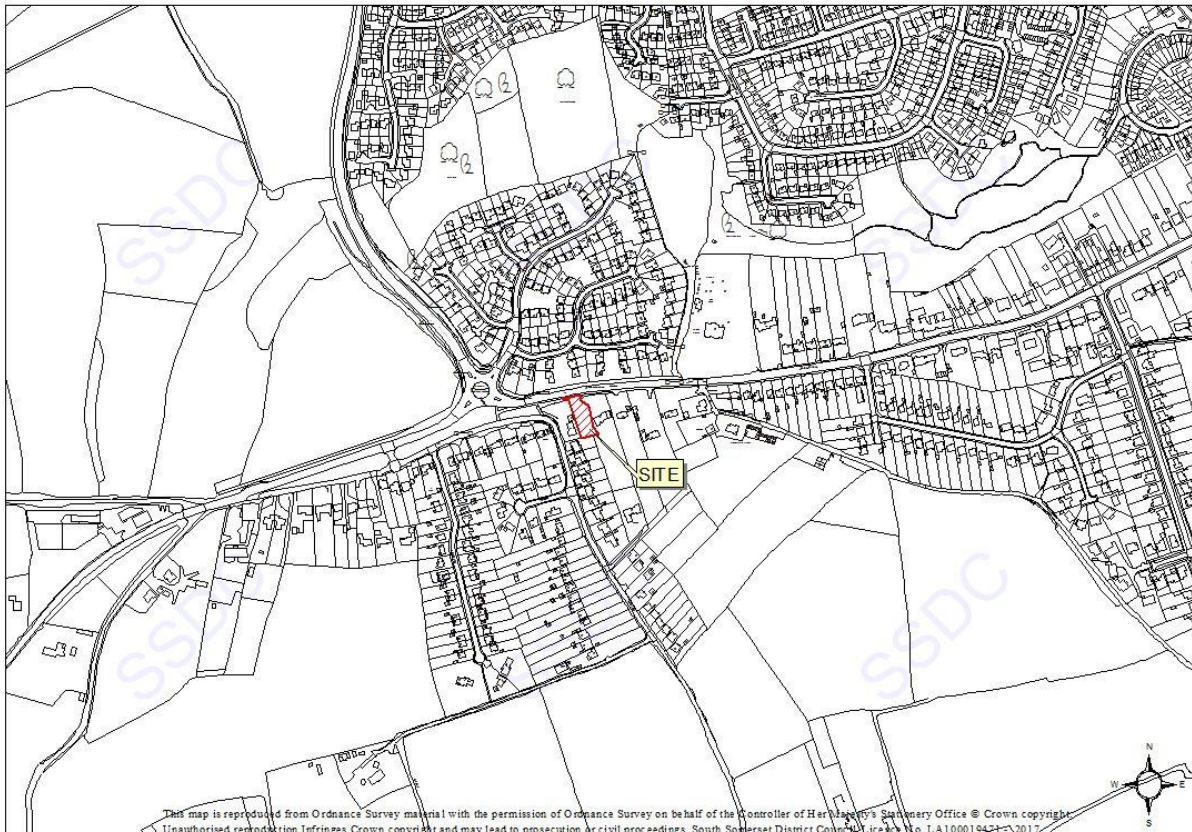 SSDC
SSDC
SITE
SSDC
SSDC
N
W E
S
This map is reproduced from Ordnance Survey material with the permission of Ordnance Survey on behalf of the Controller of Her Majesty's Stationery Office © Crown copyright.
Unauthorised reproduction Infringes Crown copyright and may lead to prosecution or civil proceedings. South Somerset District Council Licence No. LA100019471 - 2017.